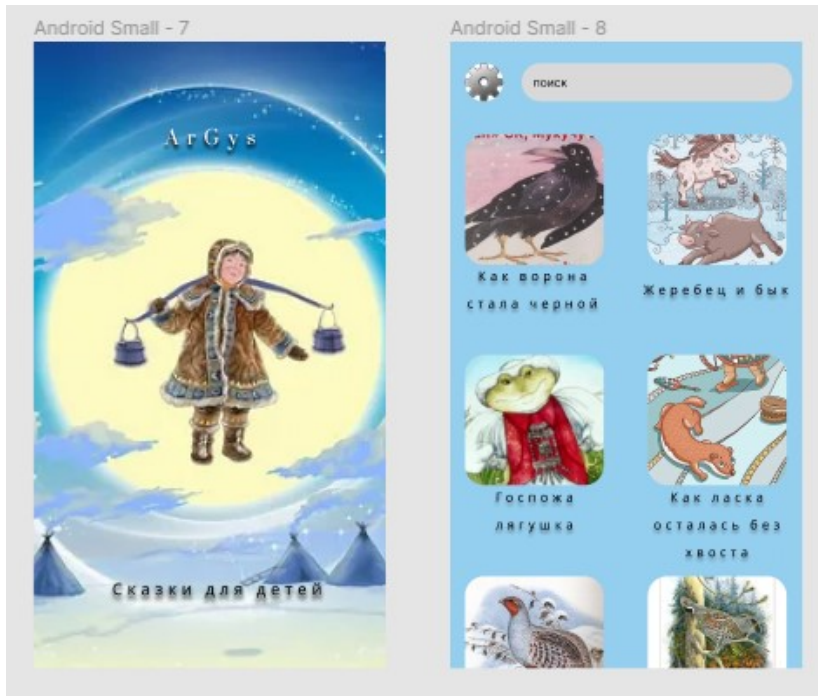 Android Small - 7
ArGys
Сказки для детей
Android Small - 8
поиск
Как ворона
стала черной
Жеребец и бык
Госпожа
лягушка
Как ласка
осталась без
хвоста